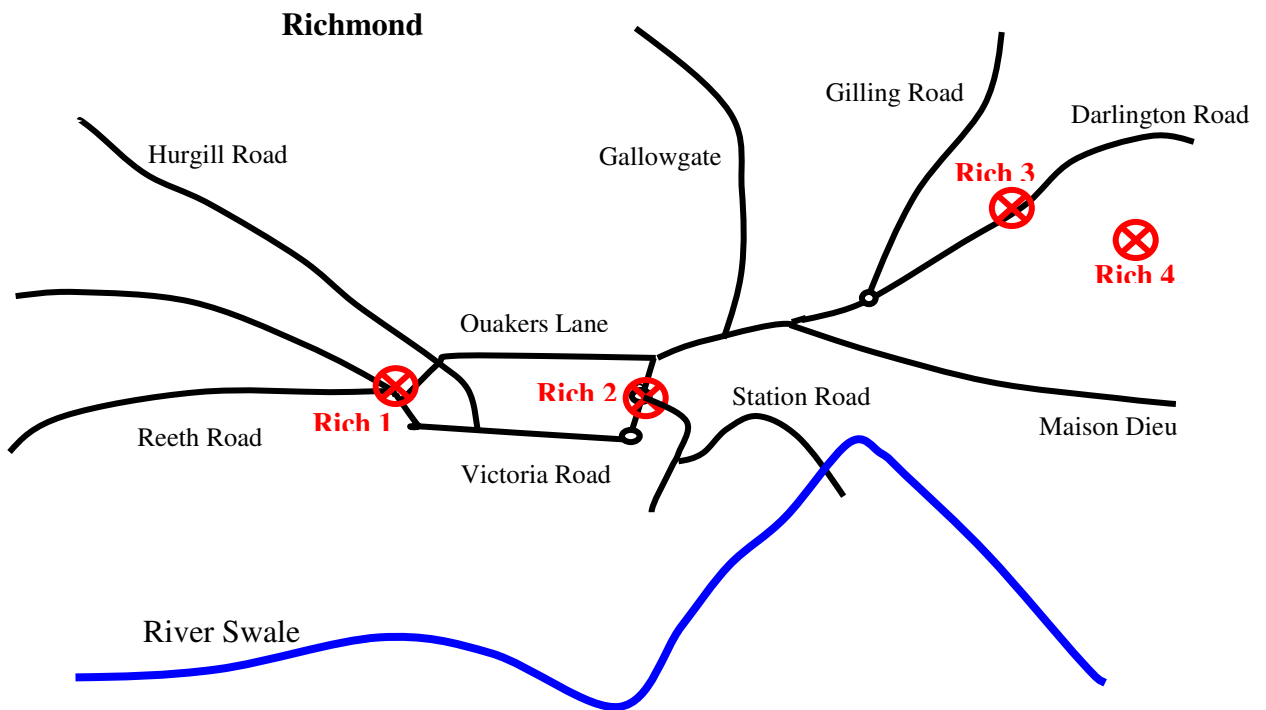 Richmond
Gilling Road
Darlington Road
Hurgill Road
Gallowgate
Rich 3
Rich 4
Ouakers Lane
Rich 2
Station Road
Rich 1
Reeth Road
Maison Dieu
Victoria Road
River Swale